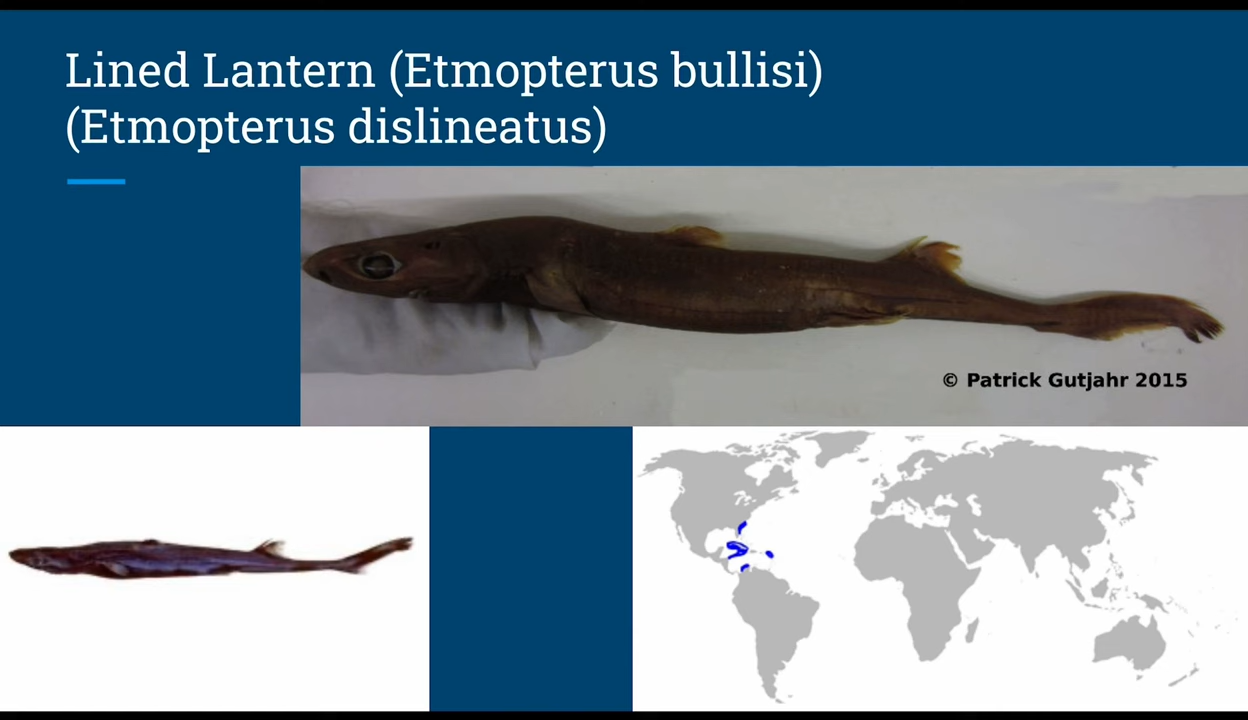 Lined Lantern (Etmopterus bullisi)
(Etmopterus dislineatus)
© Patrick Gutjahr 2015